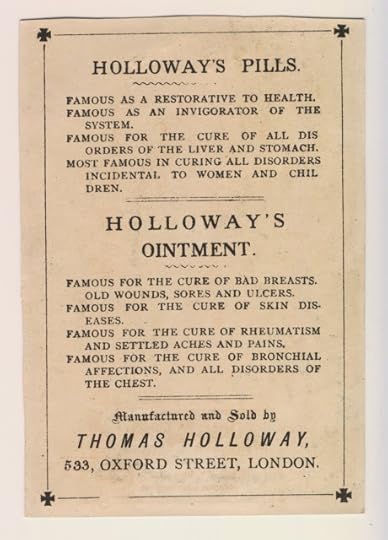 HOLLOWAY'S PILLS.
FAMOUS AS A RESTORATIVE TO HEALTH.
FAMOUS AS AN INVIGORATOR OF THE
SYSTEM.
FAMOUS FOR THE CURE OF ALL DIS
ORDERS OF THE LIVER AND STOMACH.
MOST FAMOUS IN CURING ALL DISORDERS
INCIDENTAL TO WOMEN AND CHIL
DREN.
HOLLOWAY'S
OINTMENT.
FAMOUS FOR THE CURE OF BAD BREASTS.
OLD WOUNDS, SORES AND ULCERS.
FAMOUS FOR THE CURE OF SKIN DIS-
EASES.
FAMOUS FOR THE CURE OF RHEUMATISM
AND SETTLED ACHES AND PAINS.
FAMOUS FOR THE CURE OF BRONCHIAL
AFFECTIONS, AND ALL DISORDERS OF
THE CHEST.
Manufactured and Sold by
THOMAS HOLLOWAY,
533, OXFORD STREET, LONDON.